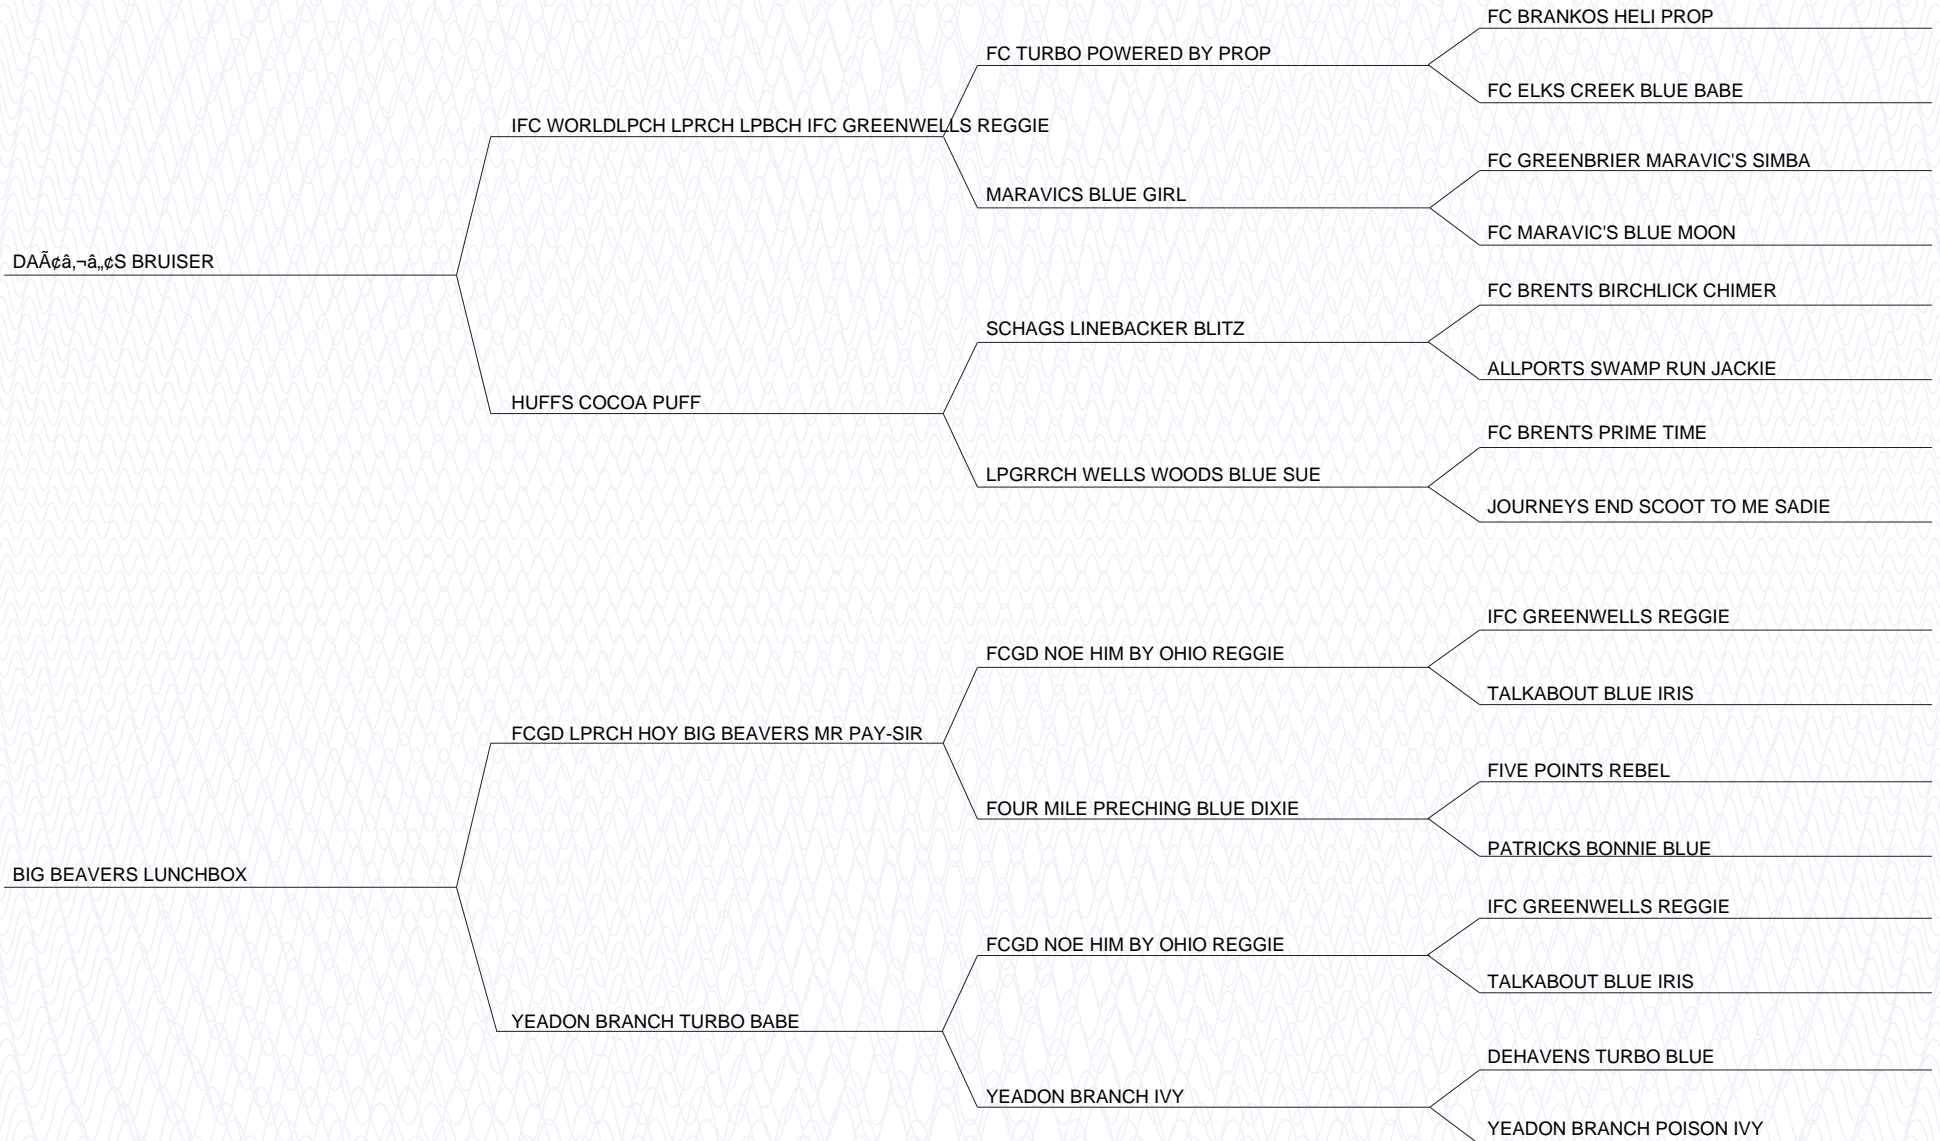 FC BRANKOS HELI PROP
FC TURBO POWERED BY PROP
FC ELKS CREEK BLUE BABE
IFC WORLDLPCH LPRCH LPBCH IFC GREENWELLS REGGIE
FC GREENBRIER MARAVIC'S SIMBA
MARAVICS BLUE GIRL
FC MARAVIC'S BLUE MOON
DAÃ¢â‚¬â„¢S BRUISER
FC BRENTS BIRCHLICK CHIMER
SCHAGS LINEBACKER BLITZ
ALLPORTS SWAMP RUN JACKIE
HUFFS COCOA PUFF
FC BRENTS PRIME TIME
LPGRRCH WELLS WOODS BLUE SUE
JOURNEYS END SCOOT TO ME SADIE
IFC GREENWELLS REGGIE
FCGD NOE HIM BY OHIO REGGIE
TALKABOUT BLUE IRIS
FCGD LPRCH HOY BIG BEAVERS MR PAY-SIR
FIVE POINTS REBEL
FOUR MILE PRECHING BLUE DIXIE
PATRICKS BONNIE BLUE
BIG BEAVERS LUNCHBOX
IFC GREENWELLS REGGIE
FCGD NOE HIM BY OHIO REGGIE
TALKABOUT BLUE IRIS
YEADON BRANCH TURBO BABE
DEHAVENS TURBO BLUE
YEADON BRANCH IVY
YEADON BRANCH POISON IVY